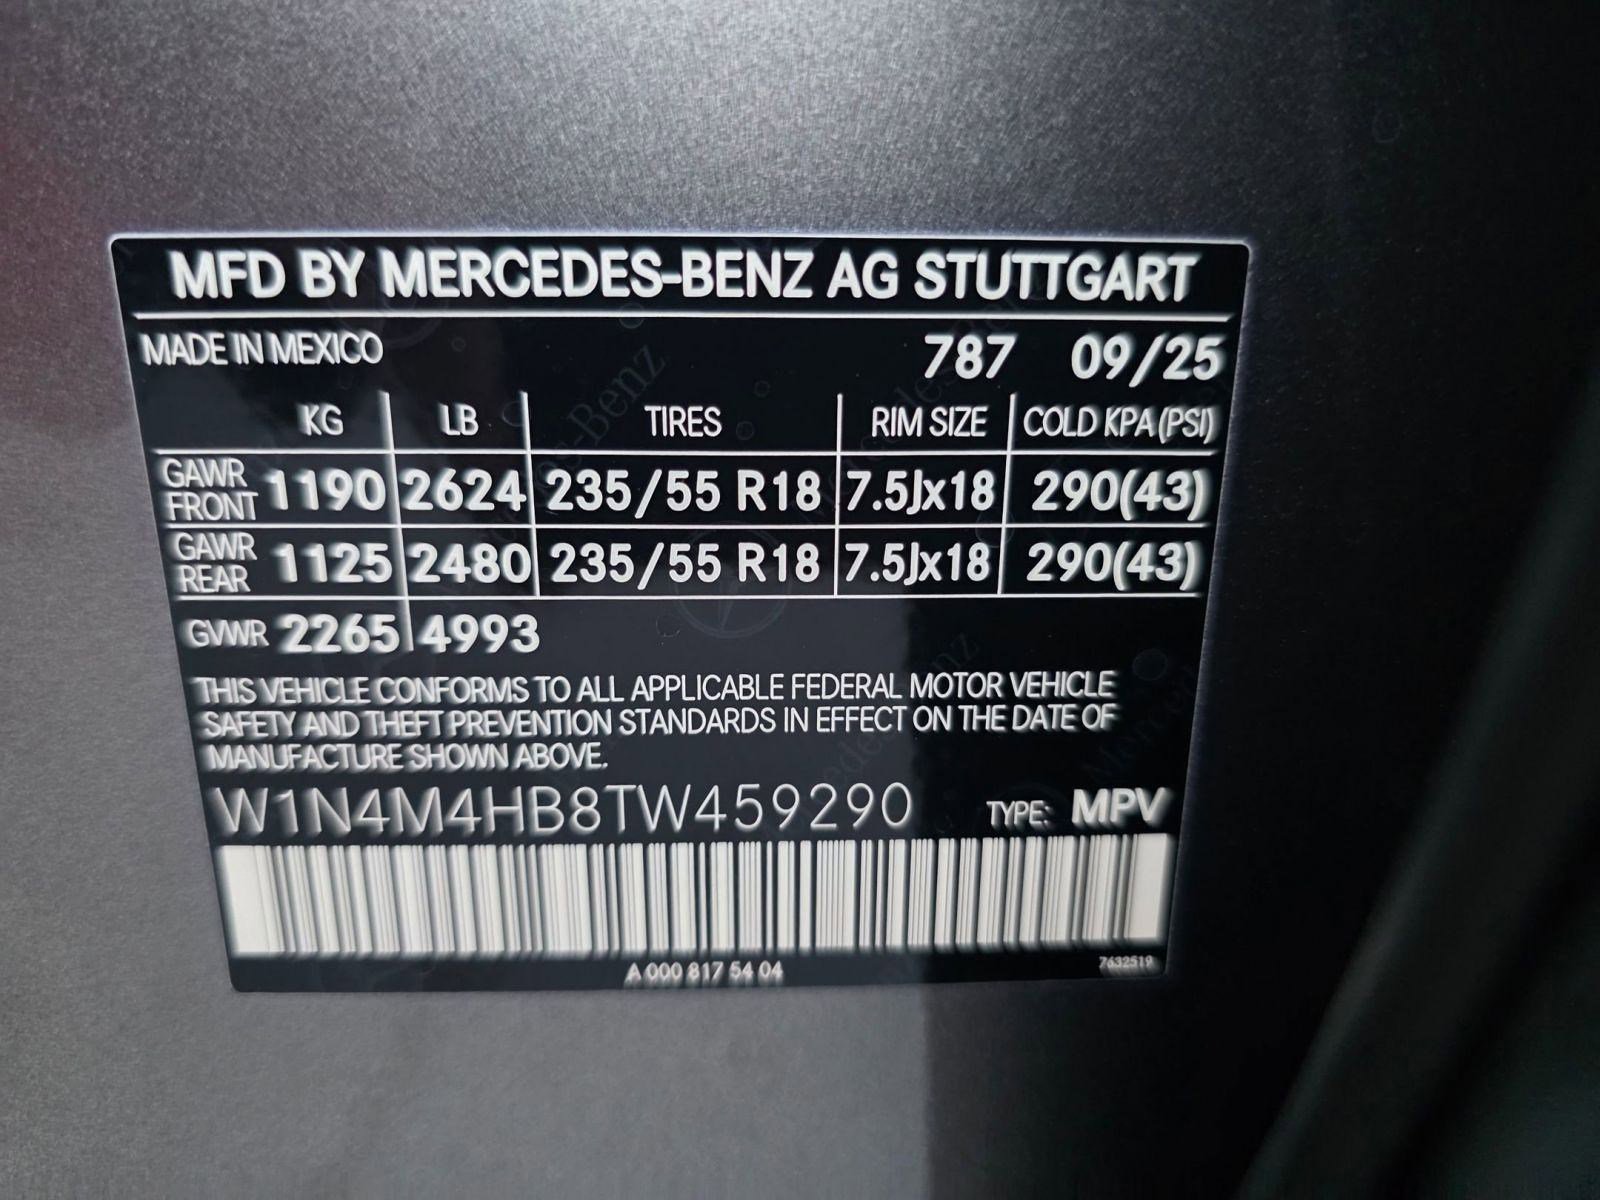 MFD BY MERCEDES-BENZ AG STUTTGART
MADE IN MEXICO 787 09/25
KG LB TIRES RIM SIZE COLD KPA (PSI)
GAWR FRONT 1190 2624 235/55 R18 7.5Jx18 290(43)
GAWR REAR 1125 2480 235/55 R18 7.5Jx18 290(43)
GVWR 2265 4993
THIS VEHICLE CONFORMS TO ALL APPLICABLE FEDERAL MOTOR VEHICLE
SAFETY AND THEFT PREVENTION STANDARDS IN EFFECT ON THE DATE OF
MANUFACTURE SHOWN ABOVE.
W1N4M4HB8TW459290 TYPE: MPV
A 000 817 54 04 7632519